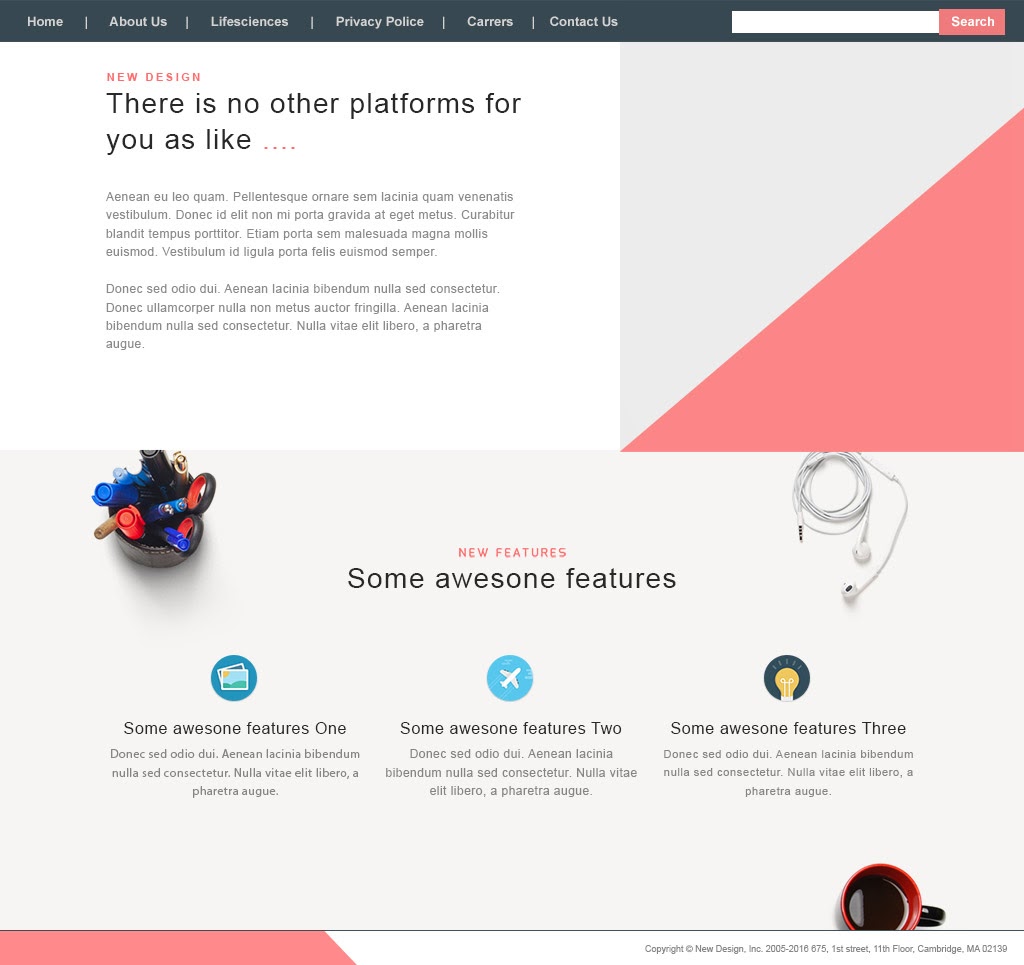 Home | About Us | Lifesciences | Privacy Police | Carrers | Contact Us Search
NEW DESIGN
There is no other platforms for
you as like ....
Aenean eu leo quam. Pellentesque ornare sem lacinia quam venenatis
vestibulum. Donec id elit non mi porta gravida at eget metus. Curabitur
blandit tempus porttitor. Etiam porta sem malesuada magna mollis
euismod. Vestibulum id ligula porta felis euismod semper.
Donec sed odio dui. Aenean lacinia bibendum nulla sed consectetur.
Donec ullamcorper nulla non metus auctor fringilla. Aenean lacinia
bibendum nulla sed consectetur. Nulla vitae elit libero, a pharetra
augue.
NEW FEATURES
Some awesone features
Some awesone features One
Donec sed odio dui. Aenean lacinia bibendum
nulla sed consectetur. Nulla vitae elit libero, a
pharetra augue.
Some awesone features Two
Donec sed odio dui. Aenean lacinia
bibendum nulla sed consectetur. Nulla vitae
elit libero, a pharetra augue.
Some awesone features Three
Donec sed odio dui. Aenean lacinia bibendum
nulla sed consectetur. Nulla vitae elit libero, a
pharetra augue.
Copyright © New Design, Inc. 2005-2016 675, 1st street, 11th Floor, Cambridge, MA 02139